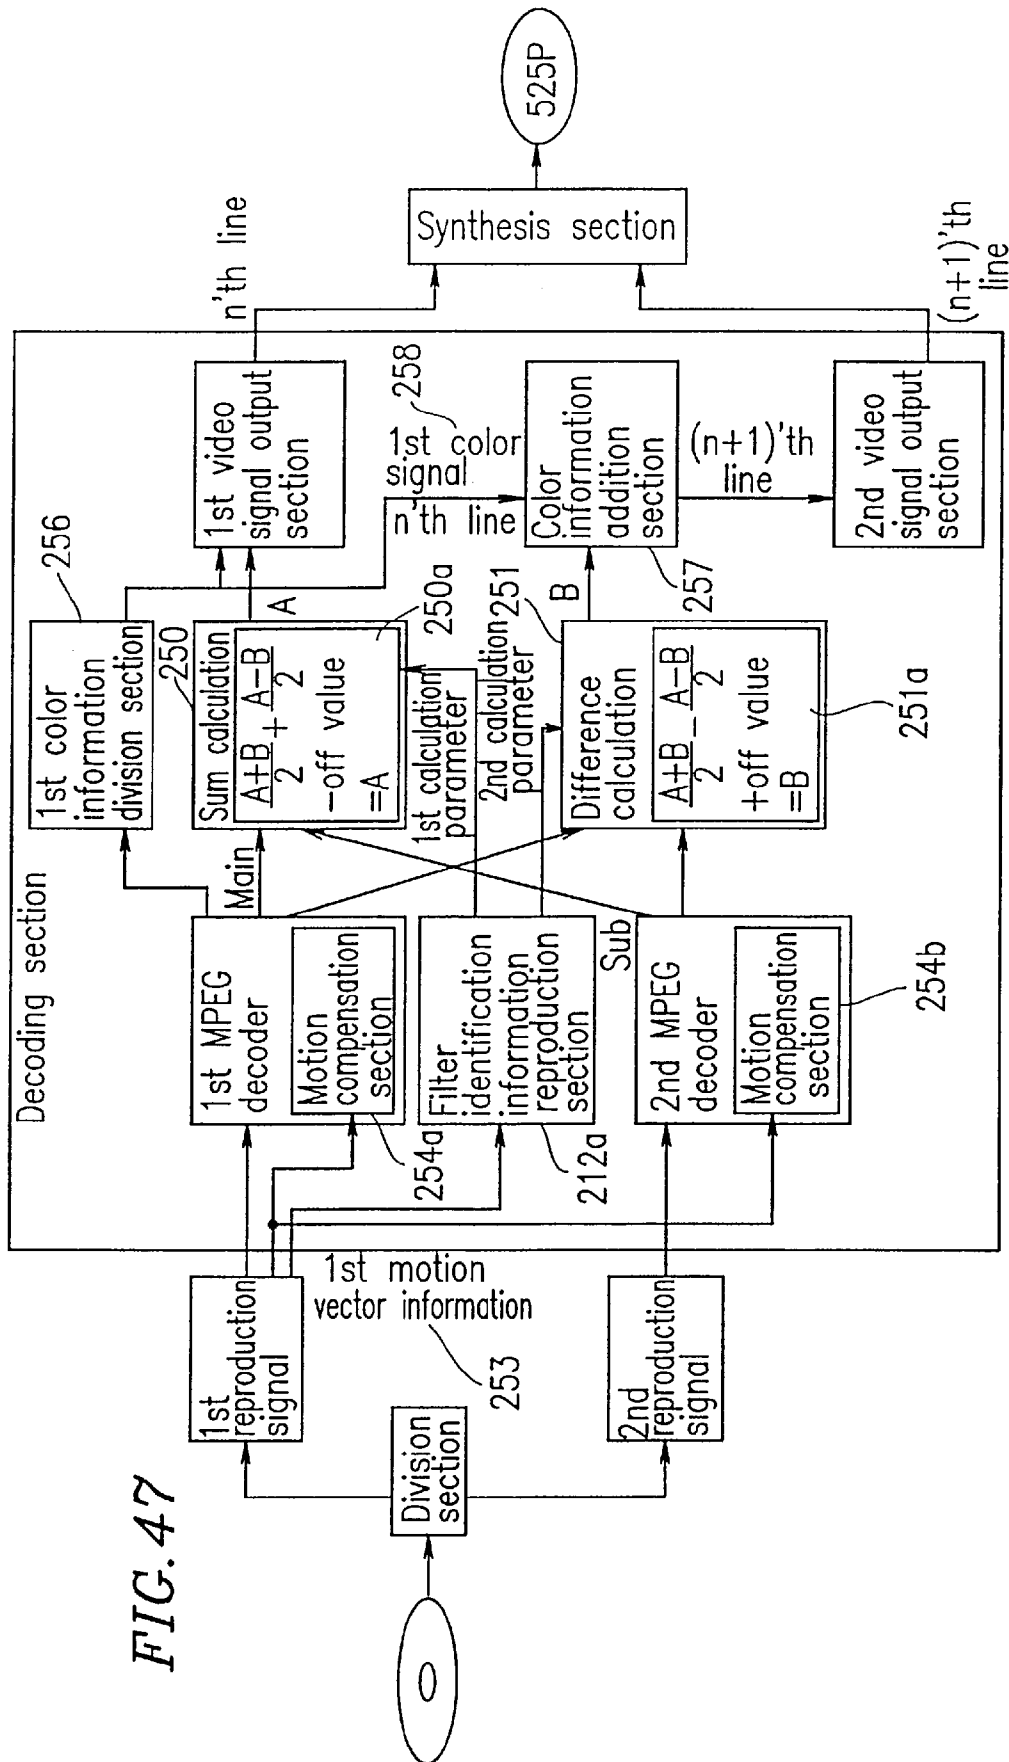 FIG. 47
Division
section
1st
reproduction
signal
2nd
reproduction
signal
1st motion
vector information
253
Decoding section
1st MPEG
decoder
Motion
compensation
section
254a
Filter
identification
information
reproduction
section
212a
2nd MPEG
decoder
Motion
compensation
section
254b
Main
Sub
1st color
information
division section
256
250
Sum calculation
A+B/2 + A-B/2
-off value
=A
250a
1st calculation
parameter
2nd calculation
parameter
251
Difference
calculation
A+B/2 - A-B/2
+off value
=B
251a
A
B
1st video
signal output
section
258
1st color
signal
n'th line
Color
information
addition
section
257
(n+1)'th
line
2nd video
signal output
section
n'th line
(n+1)'th
line
Synthesis section
525P